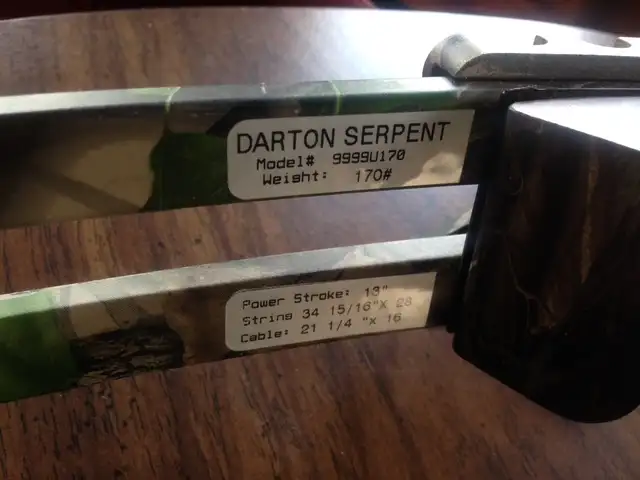 DARTON SERPENT
Model# 9999U170
Weight: 170#
Power Stroke: 13"
String 34 15/16"X 28
Cable: 21 1/4 "x 16